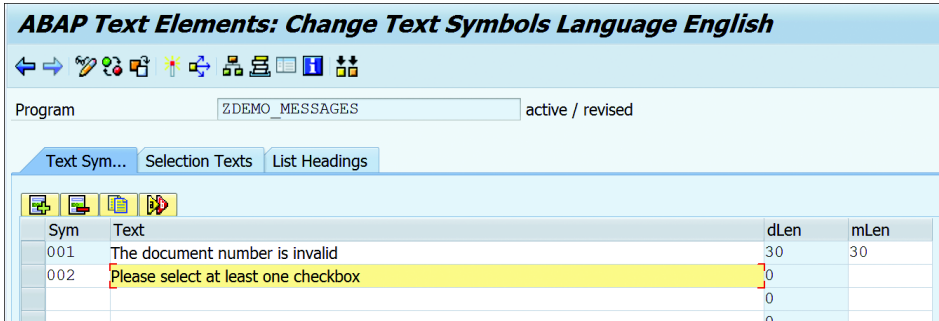 ABAP Text Elements: Change Text Symbols Language English
Program ZDEMO_MESSAGES active / revised
Text Sym... Selection Texts List Headings
Sym Text dLen mLen
001 The document number is invalid 30 30
002 Please select at least one checkbox 0
0
0